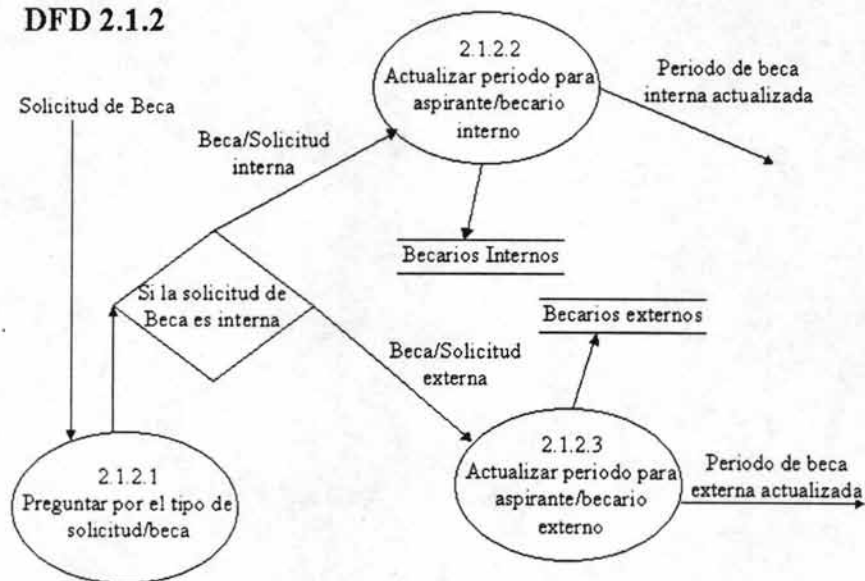 DFD 2.1.2
Solicitud de Beca
2.1.2.2
Actualizar periodo para
aspirante/becario
interno
Periodo de beca
interna actualizada
Beca/Solicitud
interna
Becarios Internos
Si la solicitud de
Beca es interna
Becarios externos
Beca/Solicitud
externa
2.1.2.1
Preguntar por el tipo de
solicitud/beca
2.1.2.3
Actualizar periodo para
aspirante/becario
externo
Periodo de beca
externa actualizada